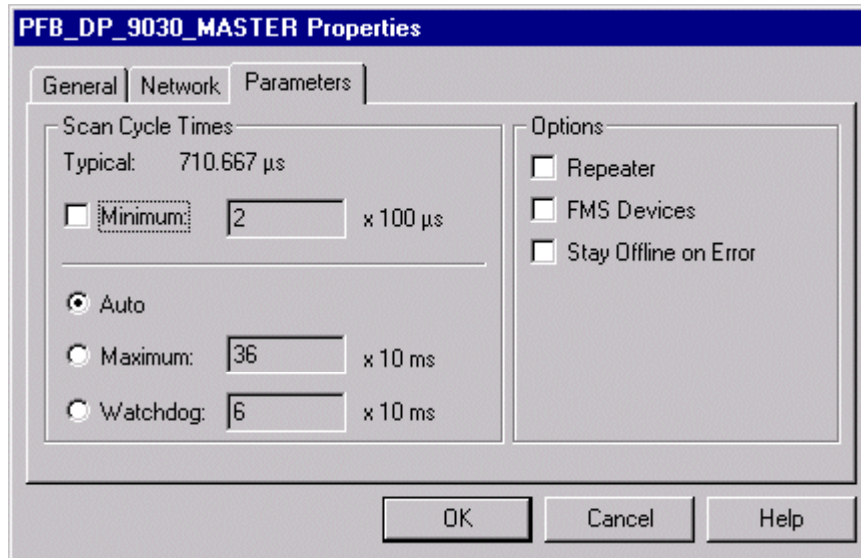 PFB_DP_9030_MASTER Properties
General Network Parameters
Scan Cycle Times
Typical: 710.667 µs
Minimum: 2 x 100 µs
Auto
Maximum: 36 x 10 ms
Watchdog: 6 x 10 ms
Options
Repeater
FMS Devices
Stay Offline on Error
OK Cancel Help